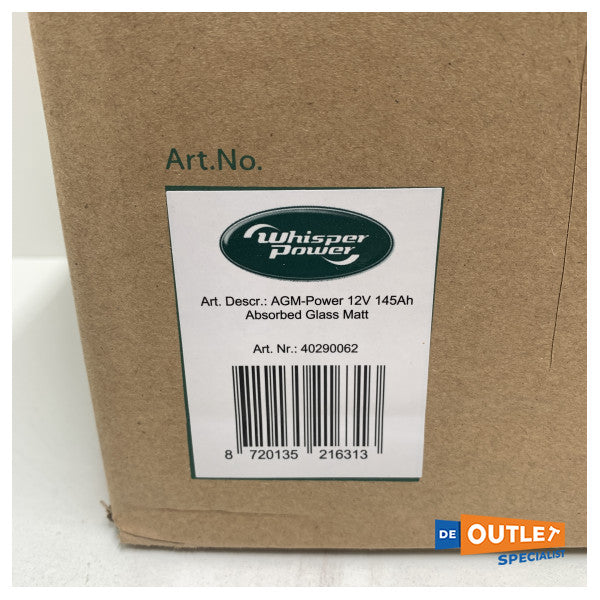 Art.No.
Whisper
Power
Art. Descr.: AGM-Power 12V 145Ah
Absorbed Glass Matt
Art. Nr.: 40290062
8 720135 216313
DE OUTLET
SPECIALIST